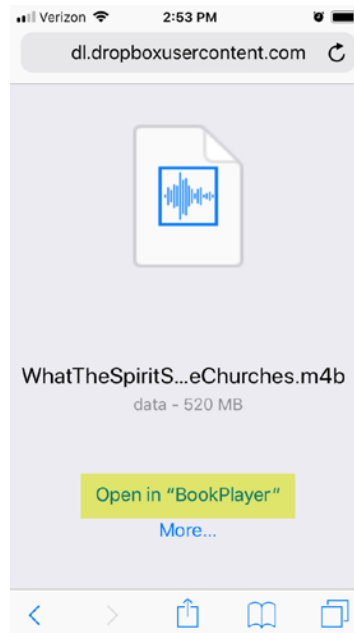 Verizon 2:53 PM
dl.dropboxusercontent.com
WhatTheSpiritS...eChurches.m4b
data - 520 MB
Open in “BookPlayer”
More...